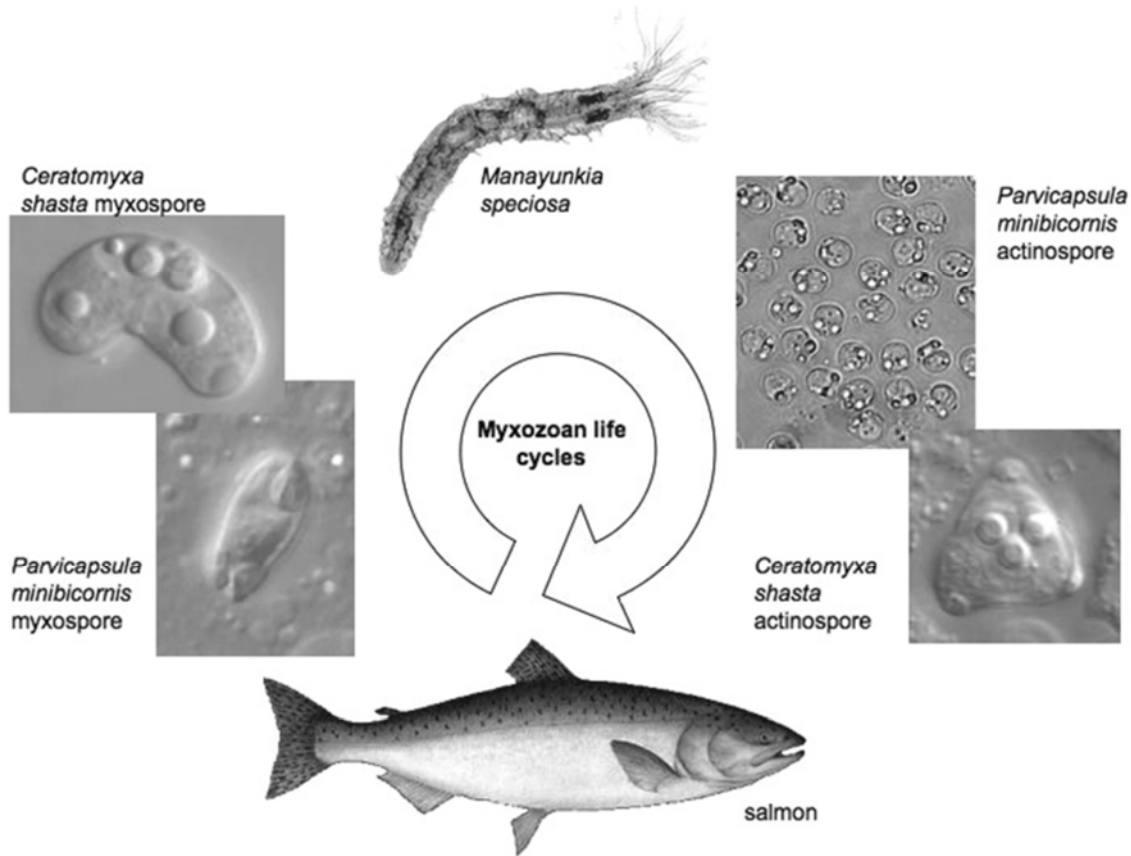 Ceratomyxa
shasta myxospore
Manayunkia
speciosa
Parvicapsula
minibicornis
actinospore
Myxozoan life
cycles
Parvicapsula
minibicornis
myxospore
Ceratomyxa
shasta
actinospore
salmon